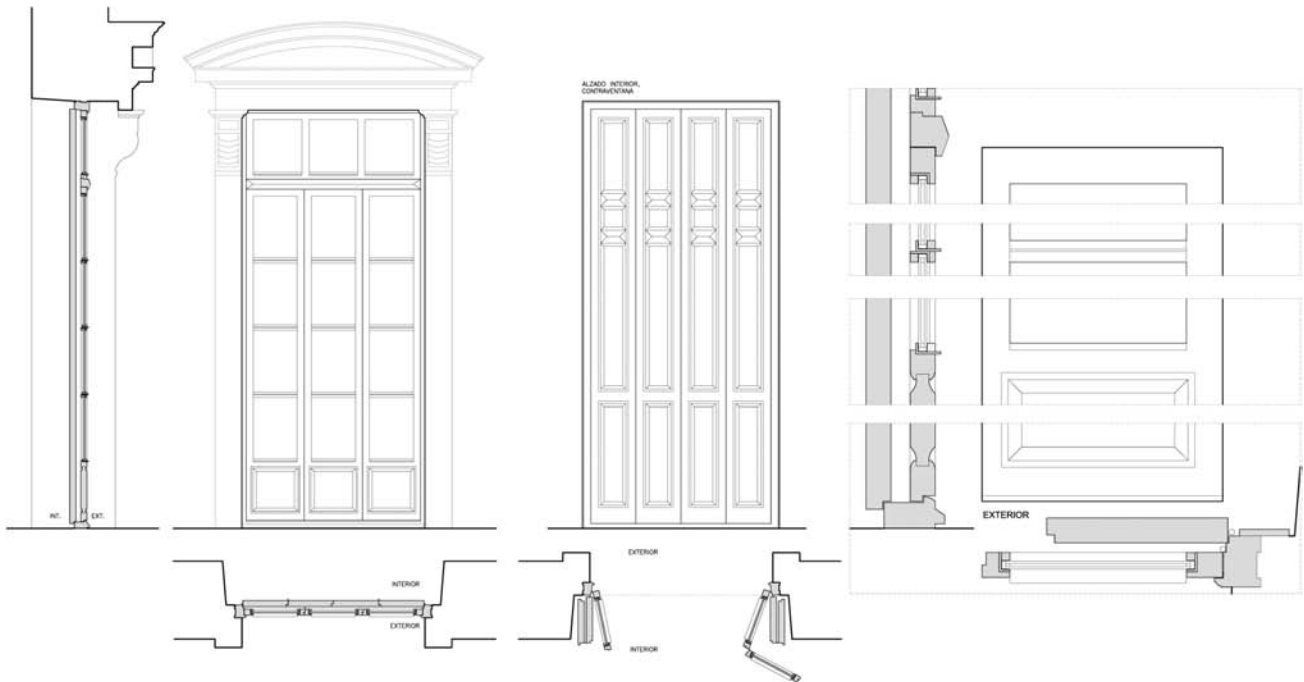 ALZADO INTERIOR,
CONTRAVENTANA
INT.
EXT.
EXTERIOR
INTERIOR
EXTERIOR
EXTERIOR
INTERIOR